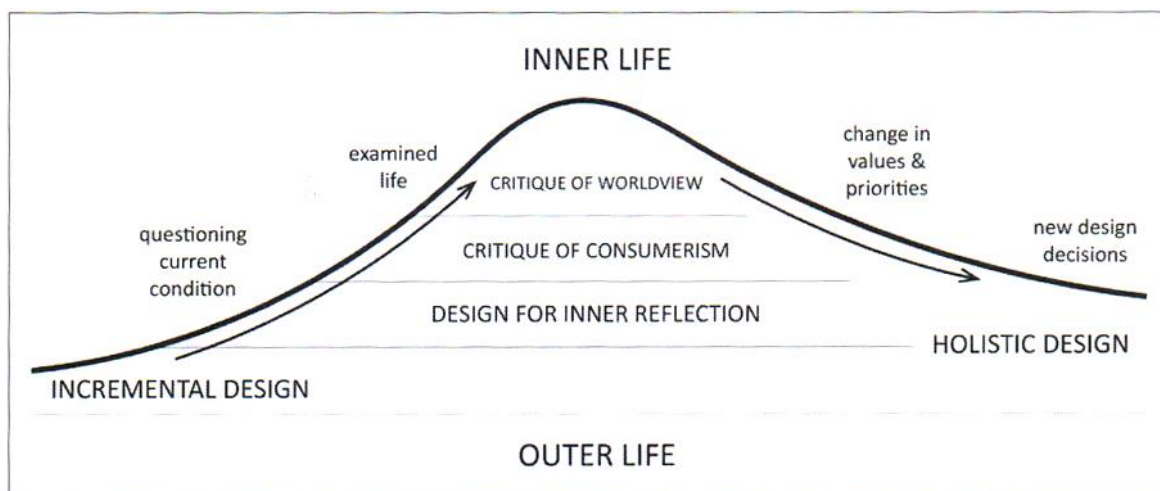 INNER LIFE
examined
life
change in
values &
priorities
CRITIQUE OF WORLDVIEW
questioning
current
condition
new design
decisions
CRITIQUE OF CONSUMERISM
DESIGN FOR INNER REFLECTION
HOLISTIC DESIGN
INCREMENTAL DESIGN
OUTER LIFE